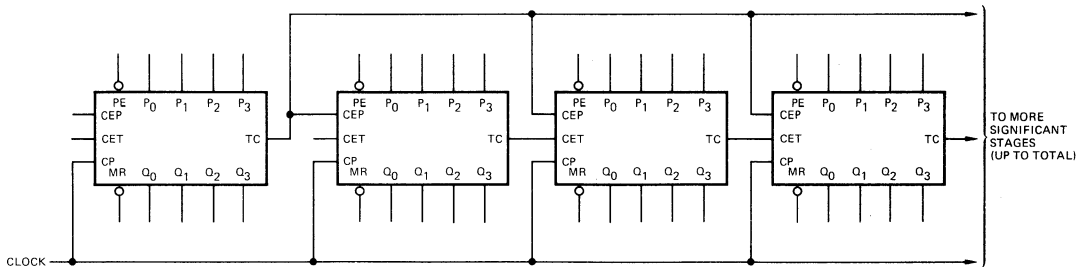 PE P0 P1 P2 P3
CEP
CET TC
CP
MR Q0 Q1 Q2 Q3
PE P0 P1 P2 P3
CEP
CET TC
CP
MR Q0 Q1 Q2 Q3
PE P0 P1 P2 P3
CEP
CET TC
CP
MR Q0 Q1 Q2 Q3
PE P0 P1 P2 P3
CEP
CET TC
CP
MR Q0 Q1 Q2 Q3
TO MORE
SIGNIFICANT
STAGES
(UP TO TOTAL)
CLOCK